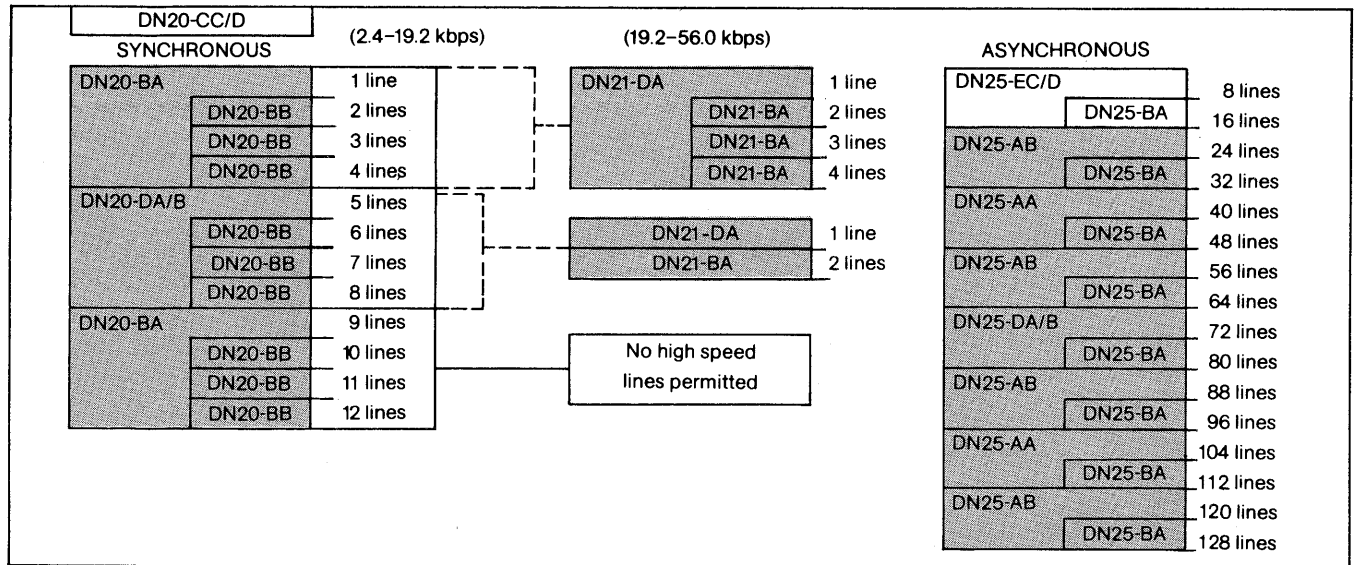 DN20-CC/D
SYNCHRONOUS
(2.4–19.2 kbps)
DN20-BA
1 line
DN20-BB
2 lines
DN20-BB
3 lines
DN20-BB
4 lines
DN20-DA/B
5 lines
DN20-BB
6 lines
DN20-BB
7 lines
DN20-BB
8 lines
DN20-BA
9 lines
DN20-BB
10 lines
DN20-BB
11 lines
DN20-BB
12 lines
(19.2–56.0 kbps)
DN21-DA
1 line
DN21-BA
2 lines
DN21-BA
3 lines
DN21-BA
4 lines
DN21-DA
1 line
DN21-BA
2 lines
No high speed
lines permitted
ASYNCHRONOUS
DN25-EC/D
8 lines
DN25-BA
16 lines
DN25-AB
24 lines
DN25-BA
32 lines
DN25-AA
40 lines
DN25-BA
48 lines
DN25-AB
56 lines
DN25-BA
64 lines
DN25-DA/B
72 lines
DN25-BA
80 lines
DN25-AB
88 lines
DN25-BA
96 lines
DN25-AA
104 lines
DN25-BA
112 lines
DN25-AB
120 lines
DN25-BA
128 lines